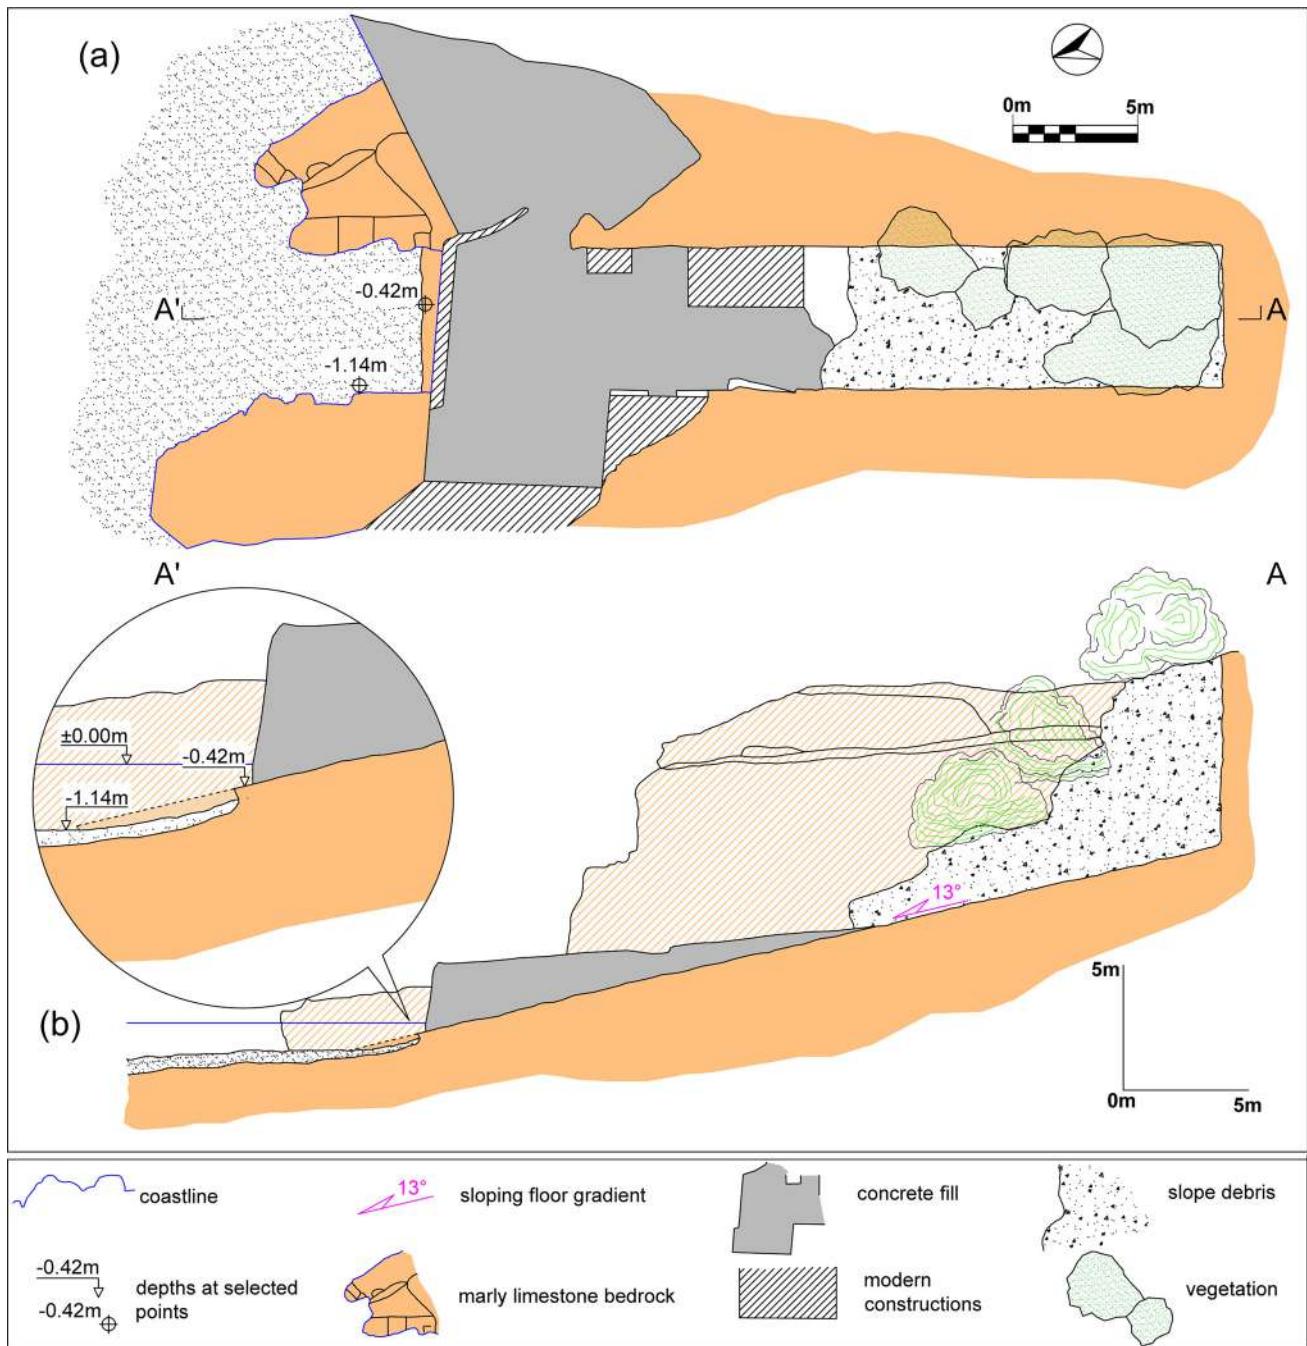 (a)
0m 5m
-0.42m
A' A
-1.14m
A' A
±0.00m
-0.42m
-1.14m
13°
(b)
5m
0m 5m
coastline
13°
sloping floor gradient
concrete fill
slope debris
-0.42m
-0.42m
depths at selected
points
marly limestone bedrock
modern
constructions
vegetation